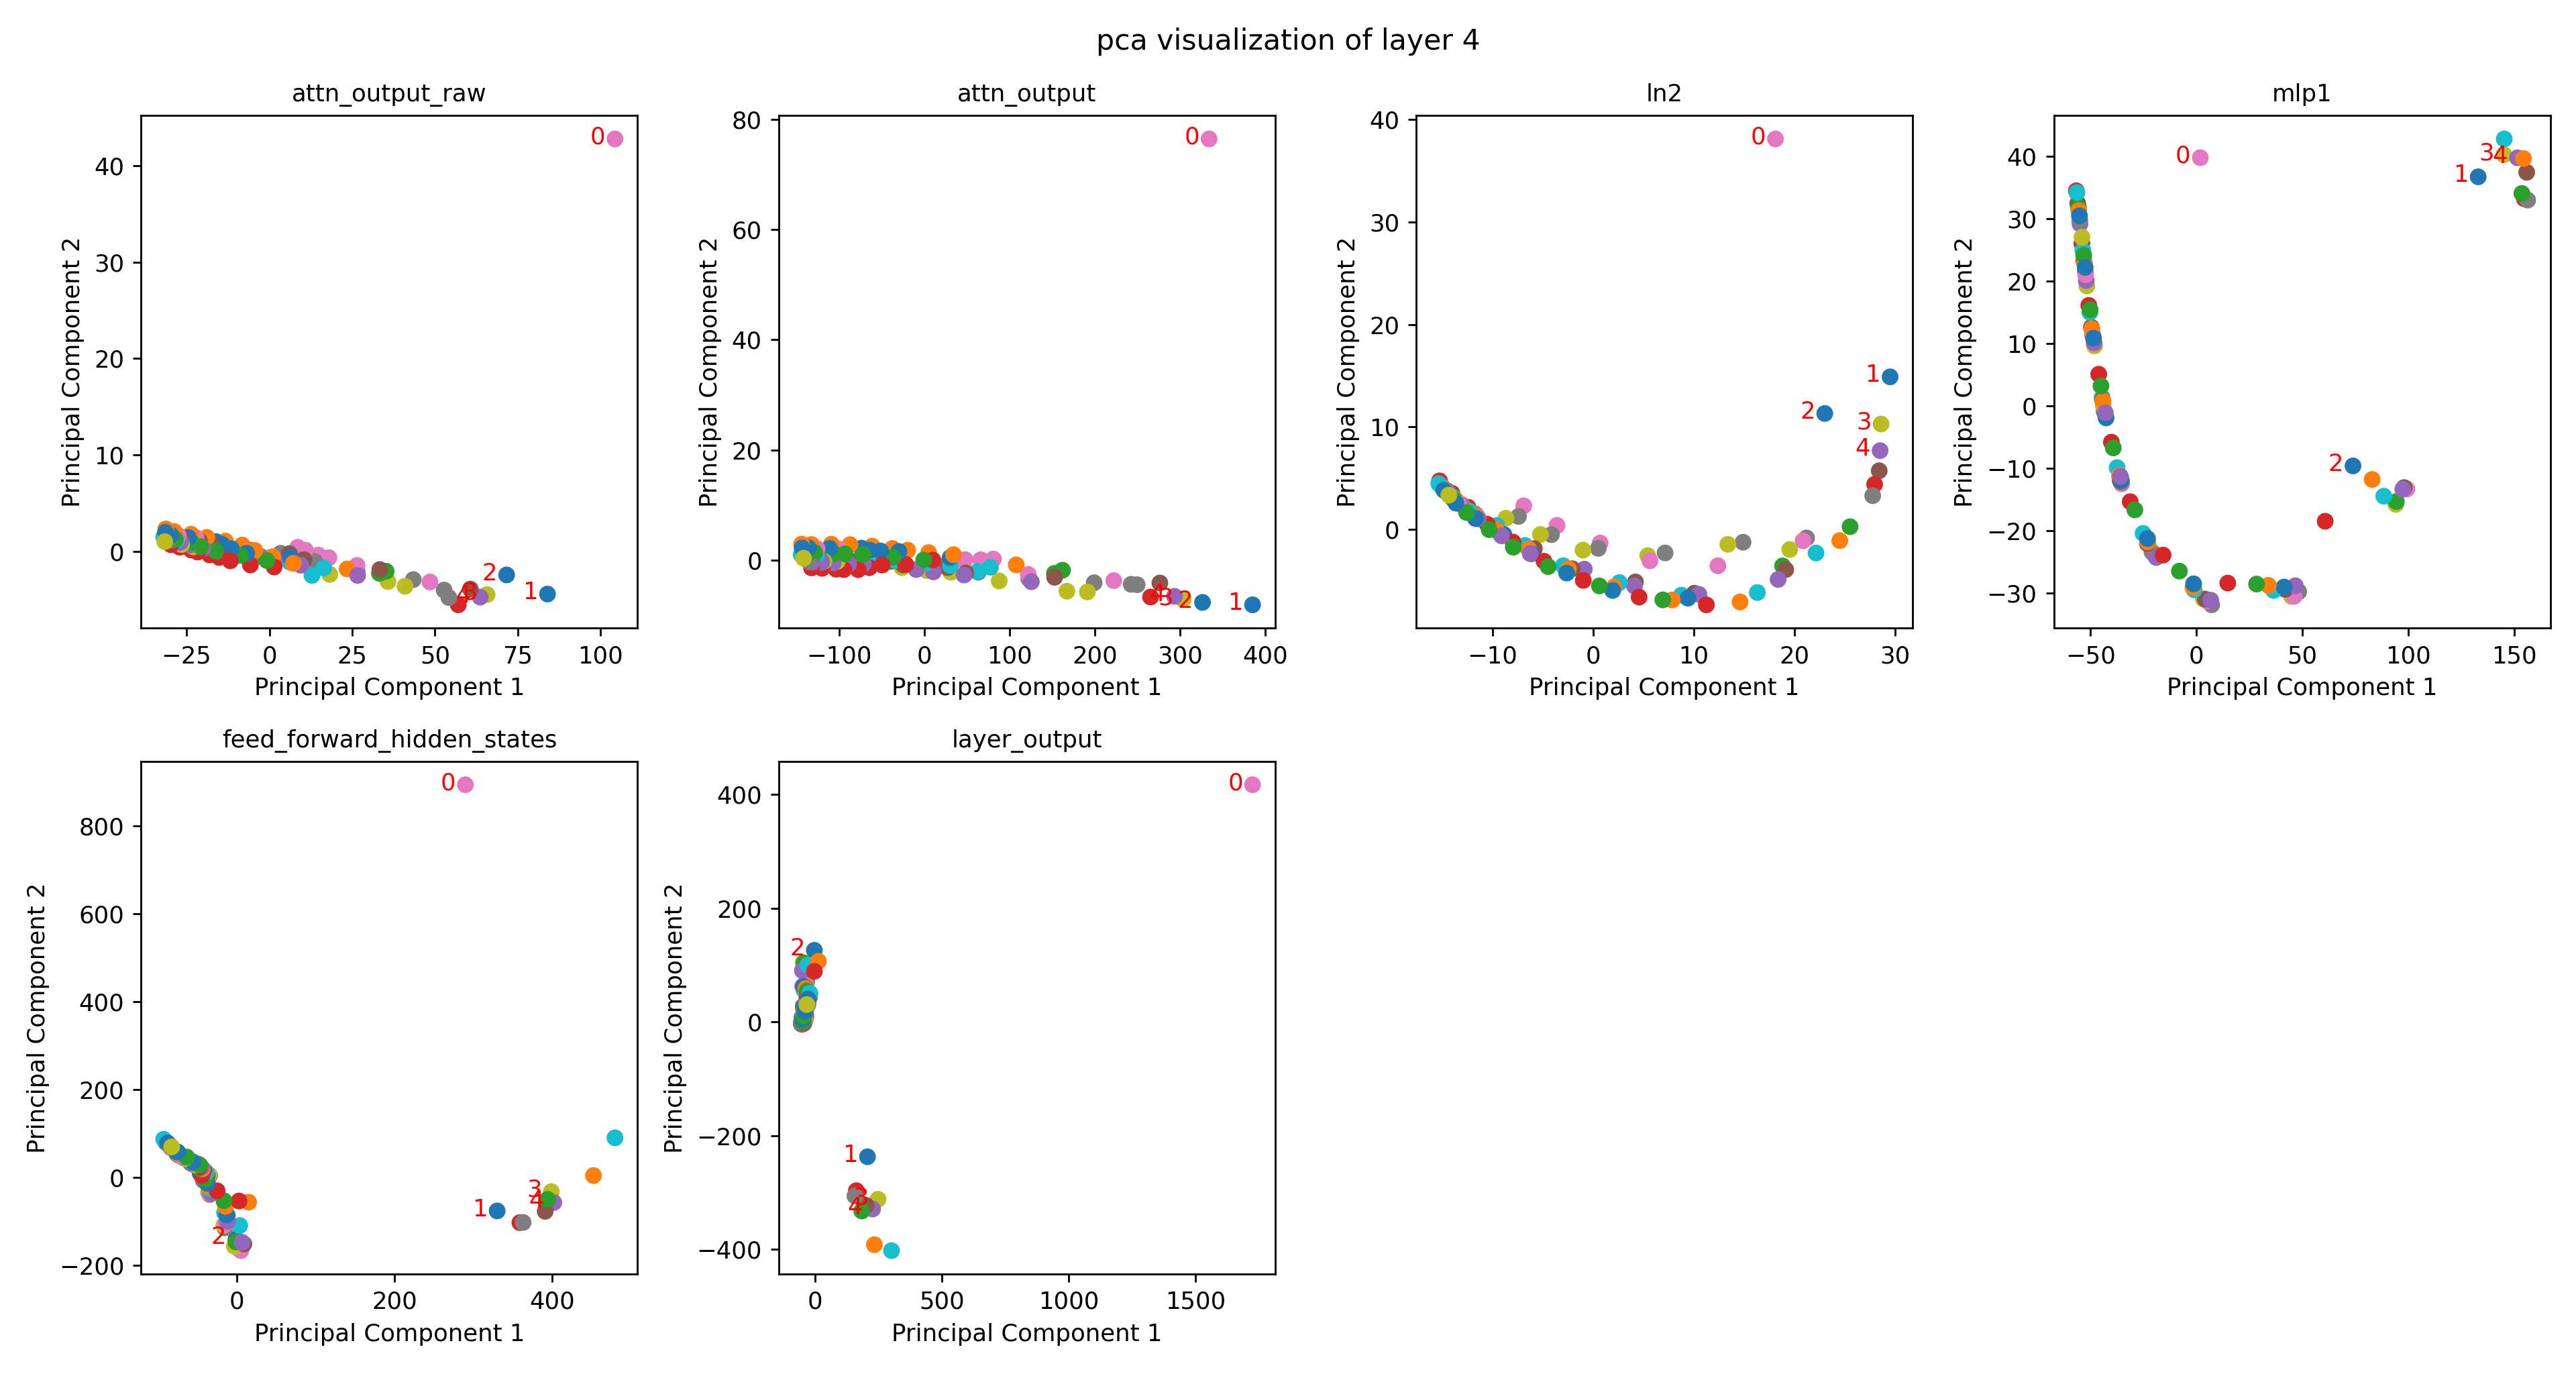 pca visualization of layer 4
attn_output_raw
Principal Component 2
40
30
20
10
0
−25 0 25 50 75 100
Principal Component 1
0
2
1
attn_output
Principal Component 2
80
60
40
20
0
−100 0 100 200 300 400
Principal Component 1
0
3 2 1
ln2
Principal Component 2
40
30
20
10
0
−10 0 10 20 30
Principal Component 1
0
1
2
3
4
mlp1
Principal Component 2
40
30
20
10
0
−10
−20
−30
−50 0 50 100 150
Principal Component 1
0
3 4
1
2
feed_forward_hidden_states
Principal Component 2
800
600
400
200
0
−200
0 200 400
Principal Component 1
0
3
4
1
2
layer_output
Principal Component 2
400
200
0
−200
−400
0 500 1000 1500
Principal Component 1
0
2
1
4